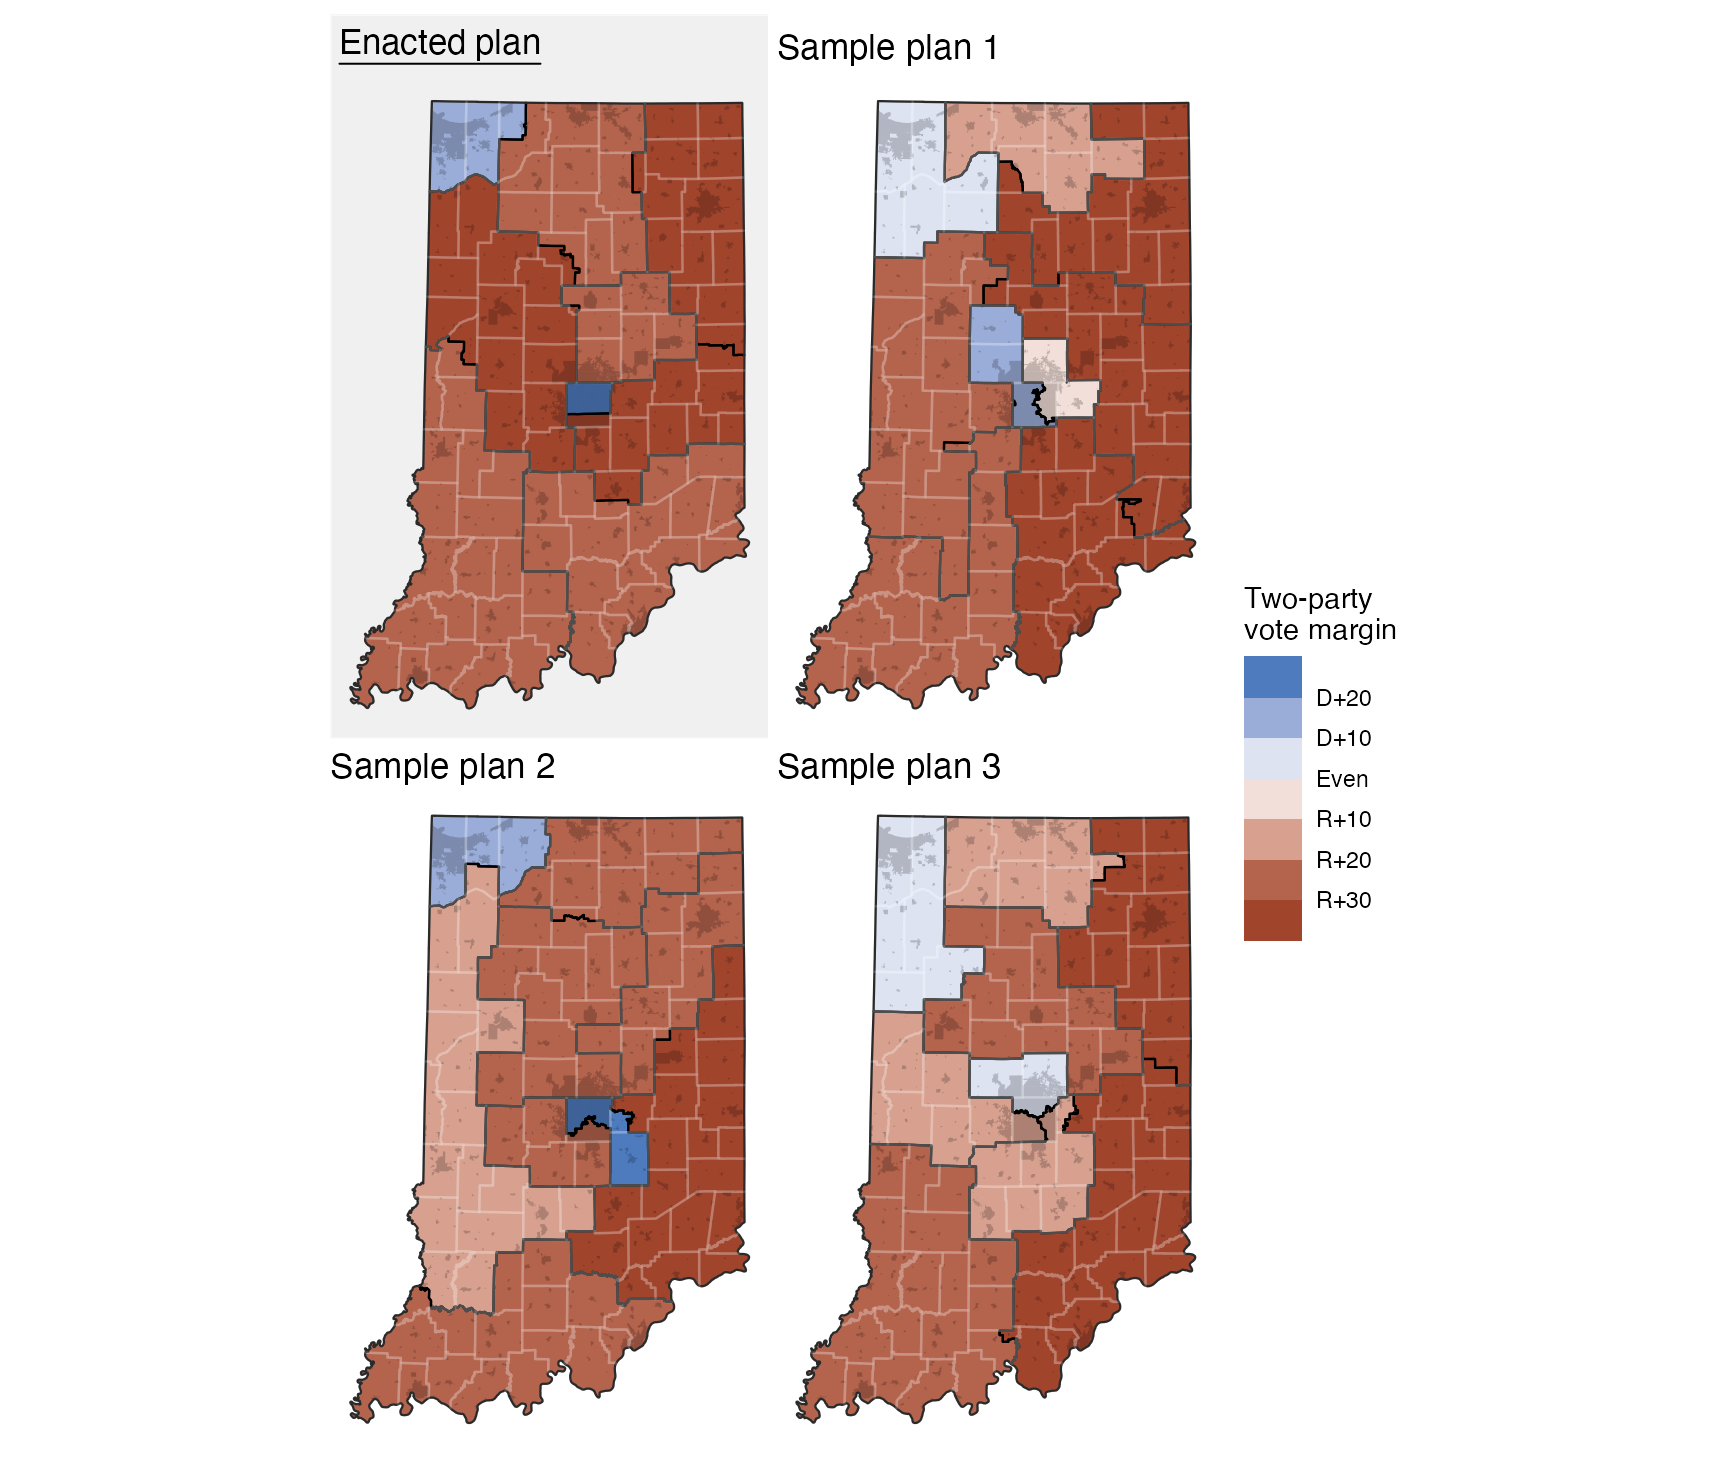 Enacted plan
Sample plan 1
Sample plan 2
Sample plan 3
Two-party
vote margin
D+20
D+10
Even
R+10
R+20
R+30